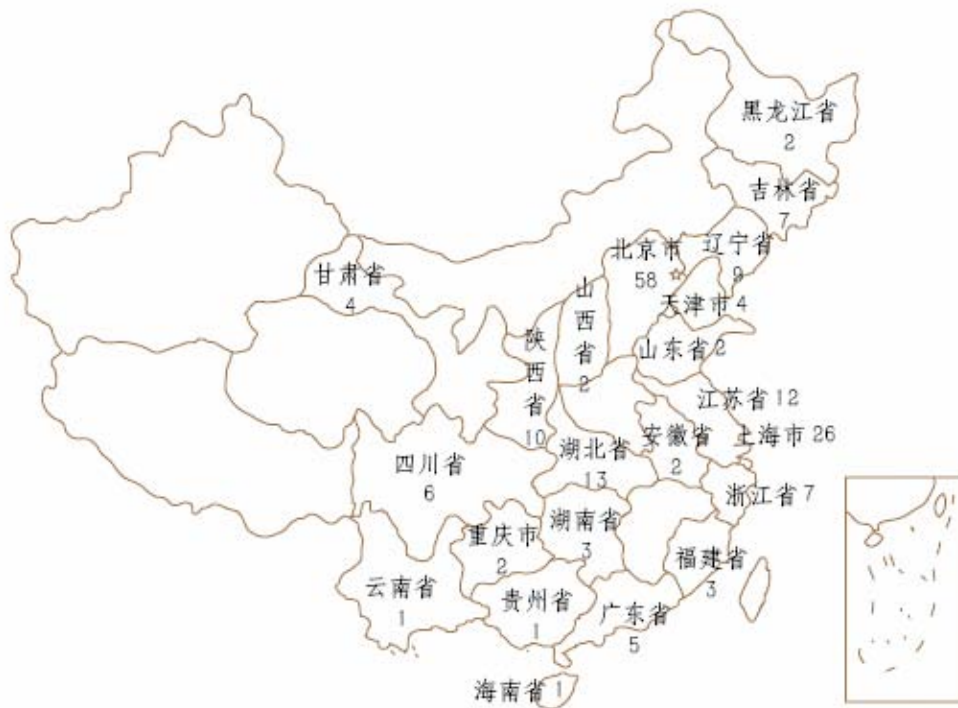 黑龙江省
2
吉林省
7
北京市
58
辽宁省
9
甘肃省
4
天津市 4
山西省
2
陕西省
10
山东省 2
江苏省 12
安徽省
2
上海市 26
湖北省
13
四川省
6
浙江省 7
湖南省
3
重庆市
2
福建省
3
云南省
1
贵州省
1
广东省
5
海南省 1